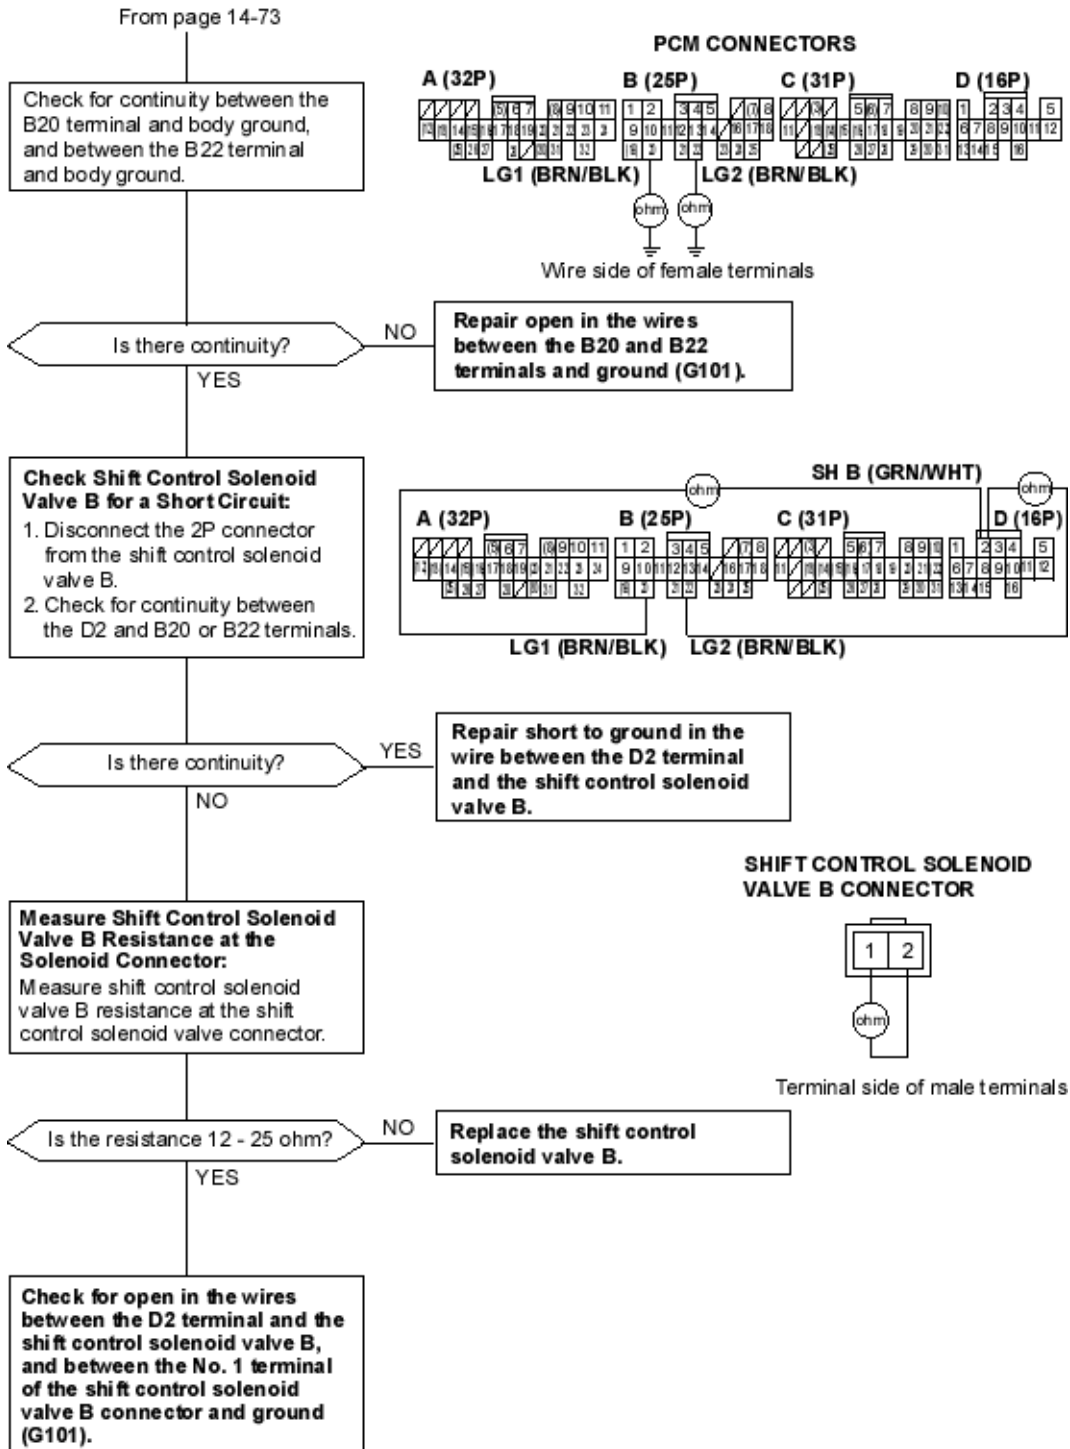 From page 14-73
Check for continuity between the
B20 terminal and body ground,
and between the B22 terminal
and body ground.
PCM CONNECTORS
A (32P) B (25P) C (31P) D (16P)
LG1 (BRN/BLK) LG2 (BRN/BLK)
ohm ohm
Wire side of female terminals
Is there continuity?
NO
YES
Repair open in the wires
between the B20 and B22
terminals and ground (G101).
Check Shift Control Solenoid
Valve B for a Short Circuit:
1. Disconnect the 2P connector
from the shift control solenoid
valve B.
2. Check for continuity between
the D2 and B20 or B22 terminals.
SH B (GRN/WHT)
ohm ohm
A (32P) B (25P) C (31P) D (16P)
LG1 (BRN/BLK) LG2 (BRN/BLK)
Is there continuity?
YES
NO
Repair short to ground in the
wire between the D2 terminal
and the shift control solenoid
valve B.
Measure Shift Control Solenoid
Valve B Resistance at the
Solenoid Connector:
Measure shift control solenoid
valve B resistance at the shift
control solenoid valve connector.
SHIFT CONTROL SOLENOID
VALVE B CONNECTOR
1 2
ohm
Terminal side of male terminals
Is the resistance 12 - 25 ohm?
NO
YES
Replace the shift control
solenoid valve B.
Check for open in the wires
between the D2 terminal and the
shift control solenoid valve B,
and between the No. 1 terminal
of the shift control solenoid
valve B connector and ground
(G101).